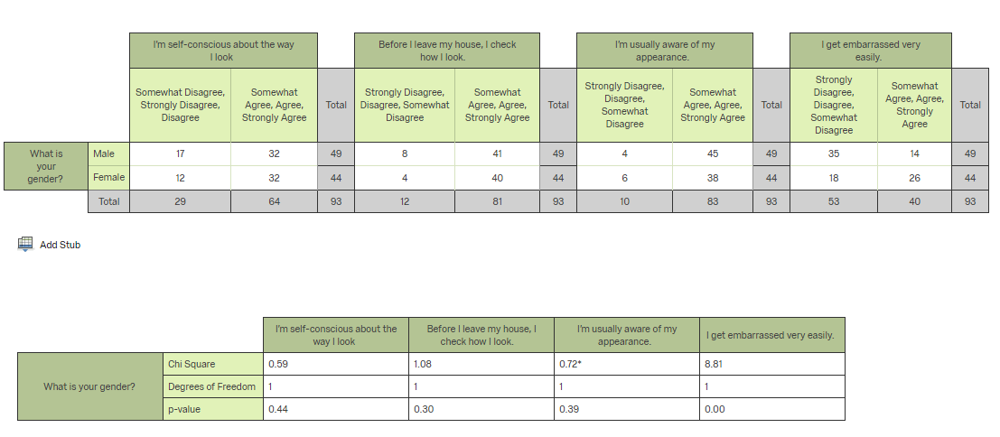 I'm self-conscious about the way I look
Before I leave my house, I check how I look.
I'm usually aware of my appearance.
I get embarrassed very easily.
Somewhat Disagree, Strongly Disagree, Disagree
Somewhat Agree, Agree, Strongly Agree
Total
Strongly Disagree, Disagree, Somewhat Disagree
Somewhat Agree, Agree, Strongly Agree
Total
Strongly Disagree, Disagree, Somewhat Disagree
Somewhat Agree, Agree, Strongly Agree
Total
Strongly Disagree, Disagree, Somewhat Disagree
Somewhat Agree, Agree, Strongly Agree
Total
What is your gender?
Male 17 32 49 8 41 49 4 45 49 35 14 49
Female 12 32 44 4 40 44 6 38 44 18 26 44
Total 29 64 93 12 81 93 10 83 93 53 40 93
Add Stub
I'm self-conscious about the way I look
Before I leave my house, I check how I look.
I'm usually aware of my appearance.
I get embarrassed very easily.
What is your gender?
Chi Square 0.59 1.08 0.72* 8.81
Degrees of Freedom 1 1 1 1
p-value 0.44 0.30 0.39 0.00